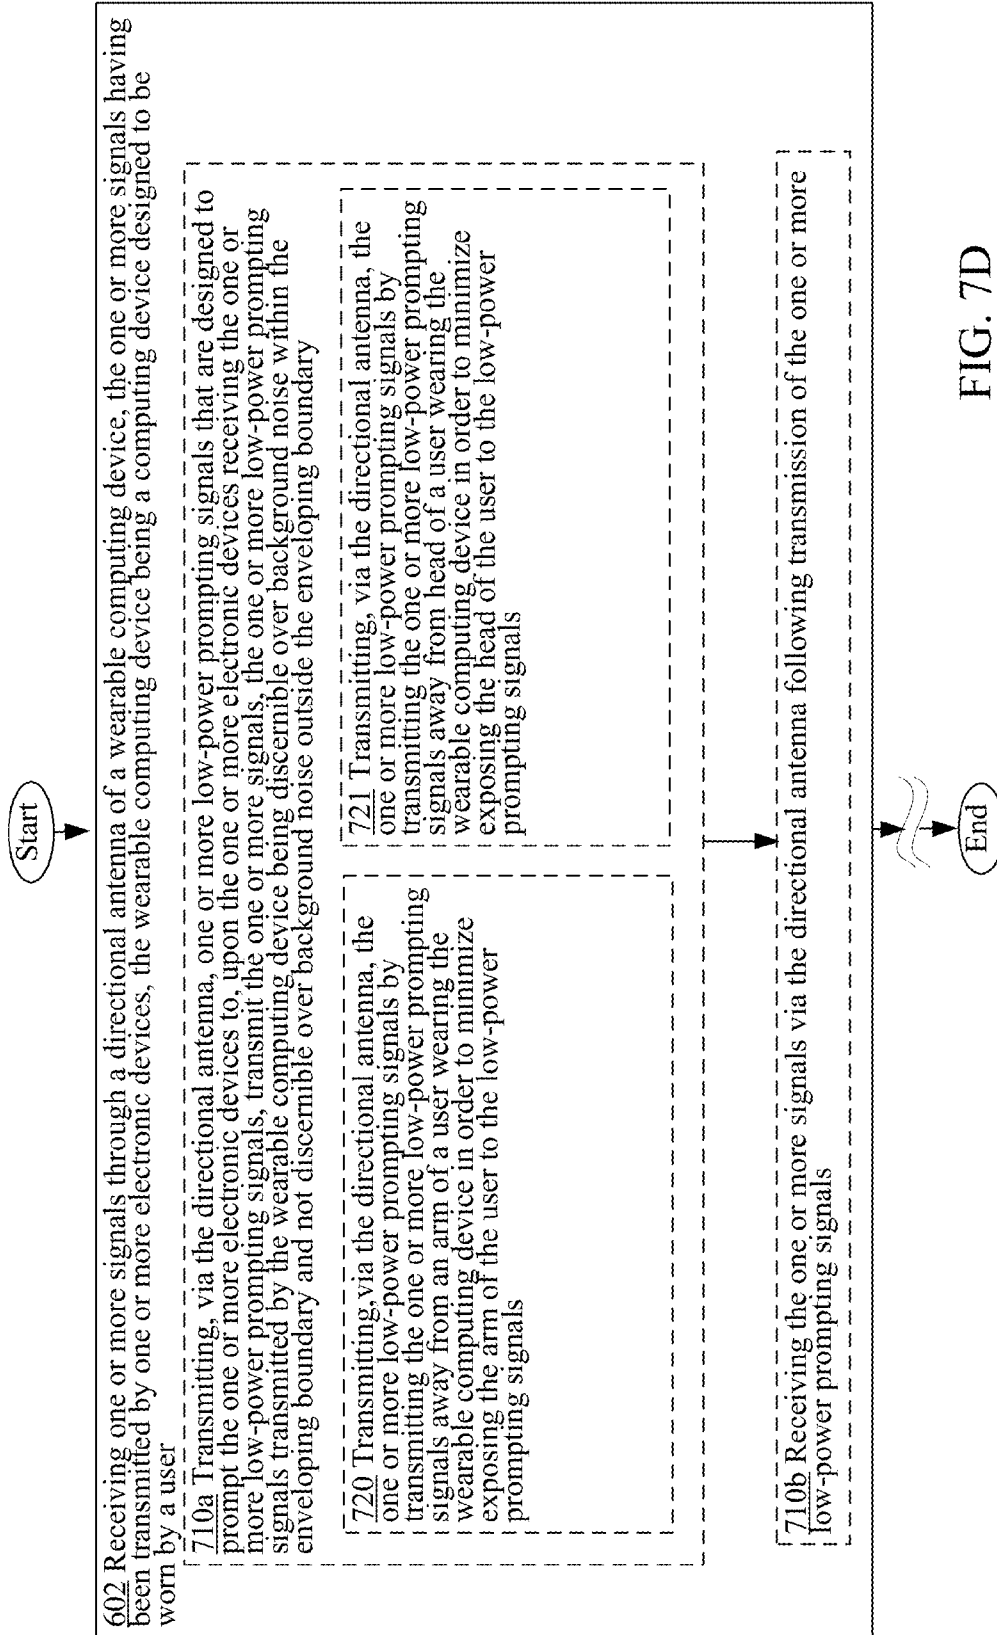 Start
602 Receiving one or more signals through a directional antenna of a wearable computing device, the one or more signals having
been transmitted by one or more electronic devices, the wearable computing device being a computing device designed to be
worn by a user
710a Transmitting, via the directional antenna, one or more low-power prompting signals that are designed to
prompt the one or more electronic devices to, upon the one or more electronic devices receiving the one or
more low-power prompting signals, transmit the one or more signals, the one or more low-power prompting
signals transmitted by the wearable computing device being discernible over background noise within the
enveloping boundary and not discernible over background noise outside the enveloping boundary
720 Transmitting, via the directional antenna, the
one or more low-power prompting signals by
transmitting the one or more low-power prompting
signals away from an arm of a user wearing the
wearable computing device in order to minimize
exposing the arm of the user to the low-power
prompting signals
721 Transmitting, via the directional antenna, the
one or more low-power prompting signals by
transmitting the one or more low-power prompting
signals away from head of a user wearing the
wearable computing device in order to minimize
exposing the head of the user to the low-power
prompting signals
710b Receiving the one or more signals via the directional antenna following transmission of the one or more
low-power prompting signals
End
FIG. 7D